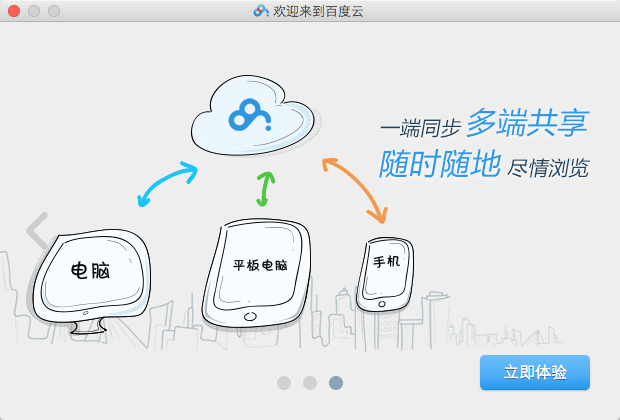 欢迎来到百度云
一端同步 多端共享
随时随地 尽情浏览
电脑
平板电脑
手机
立即体验